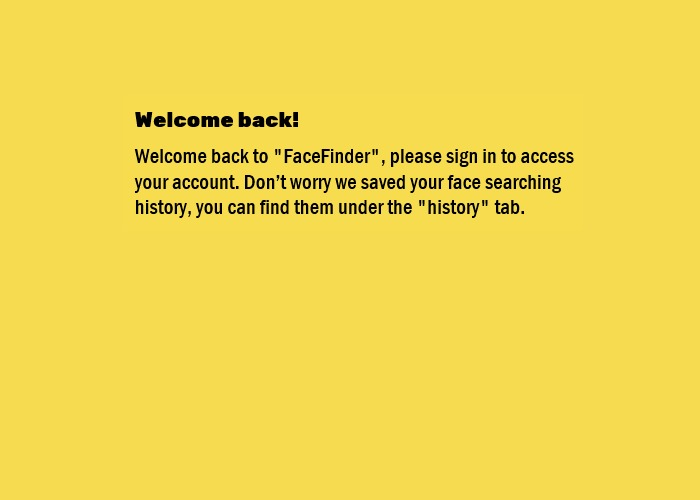 Welcome back!
Welcome back to "FaceFinder", please sign in to access
your account. Don’t worry we saved your face searching
history, you can find them under the "history" tab.